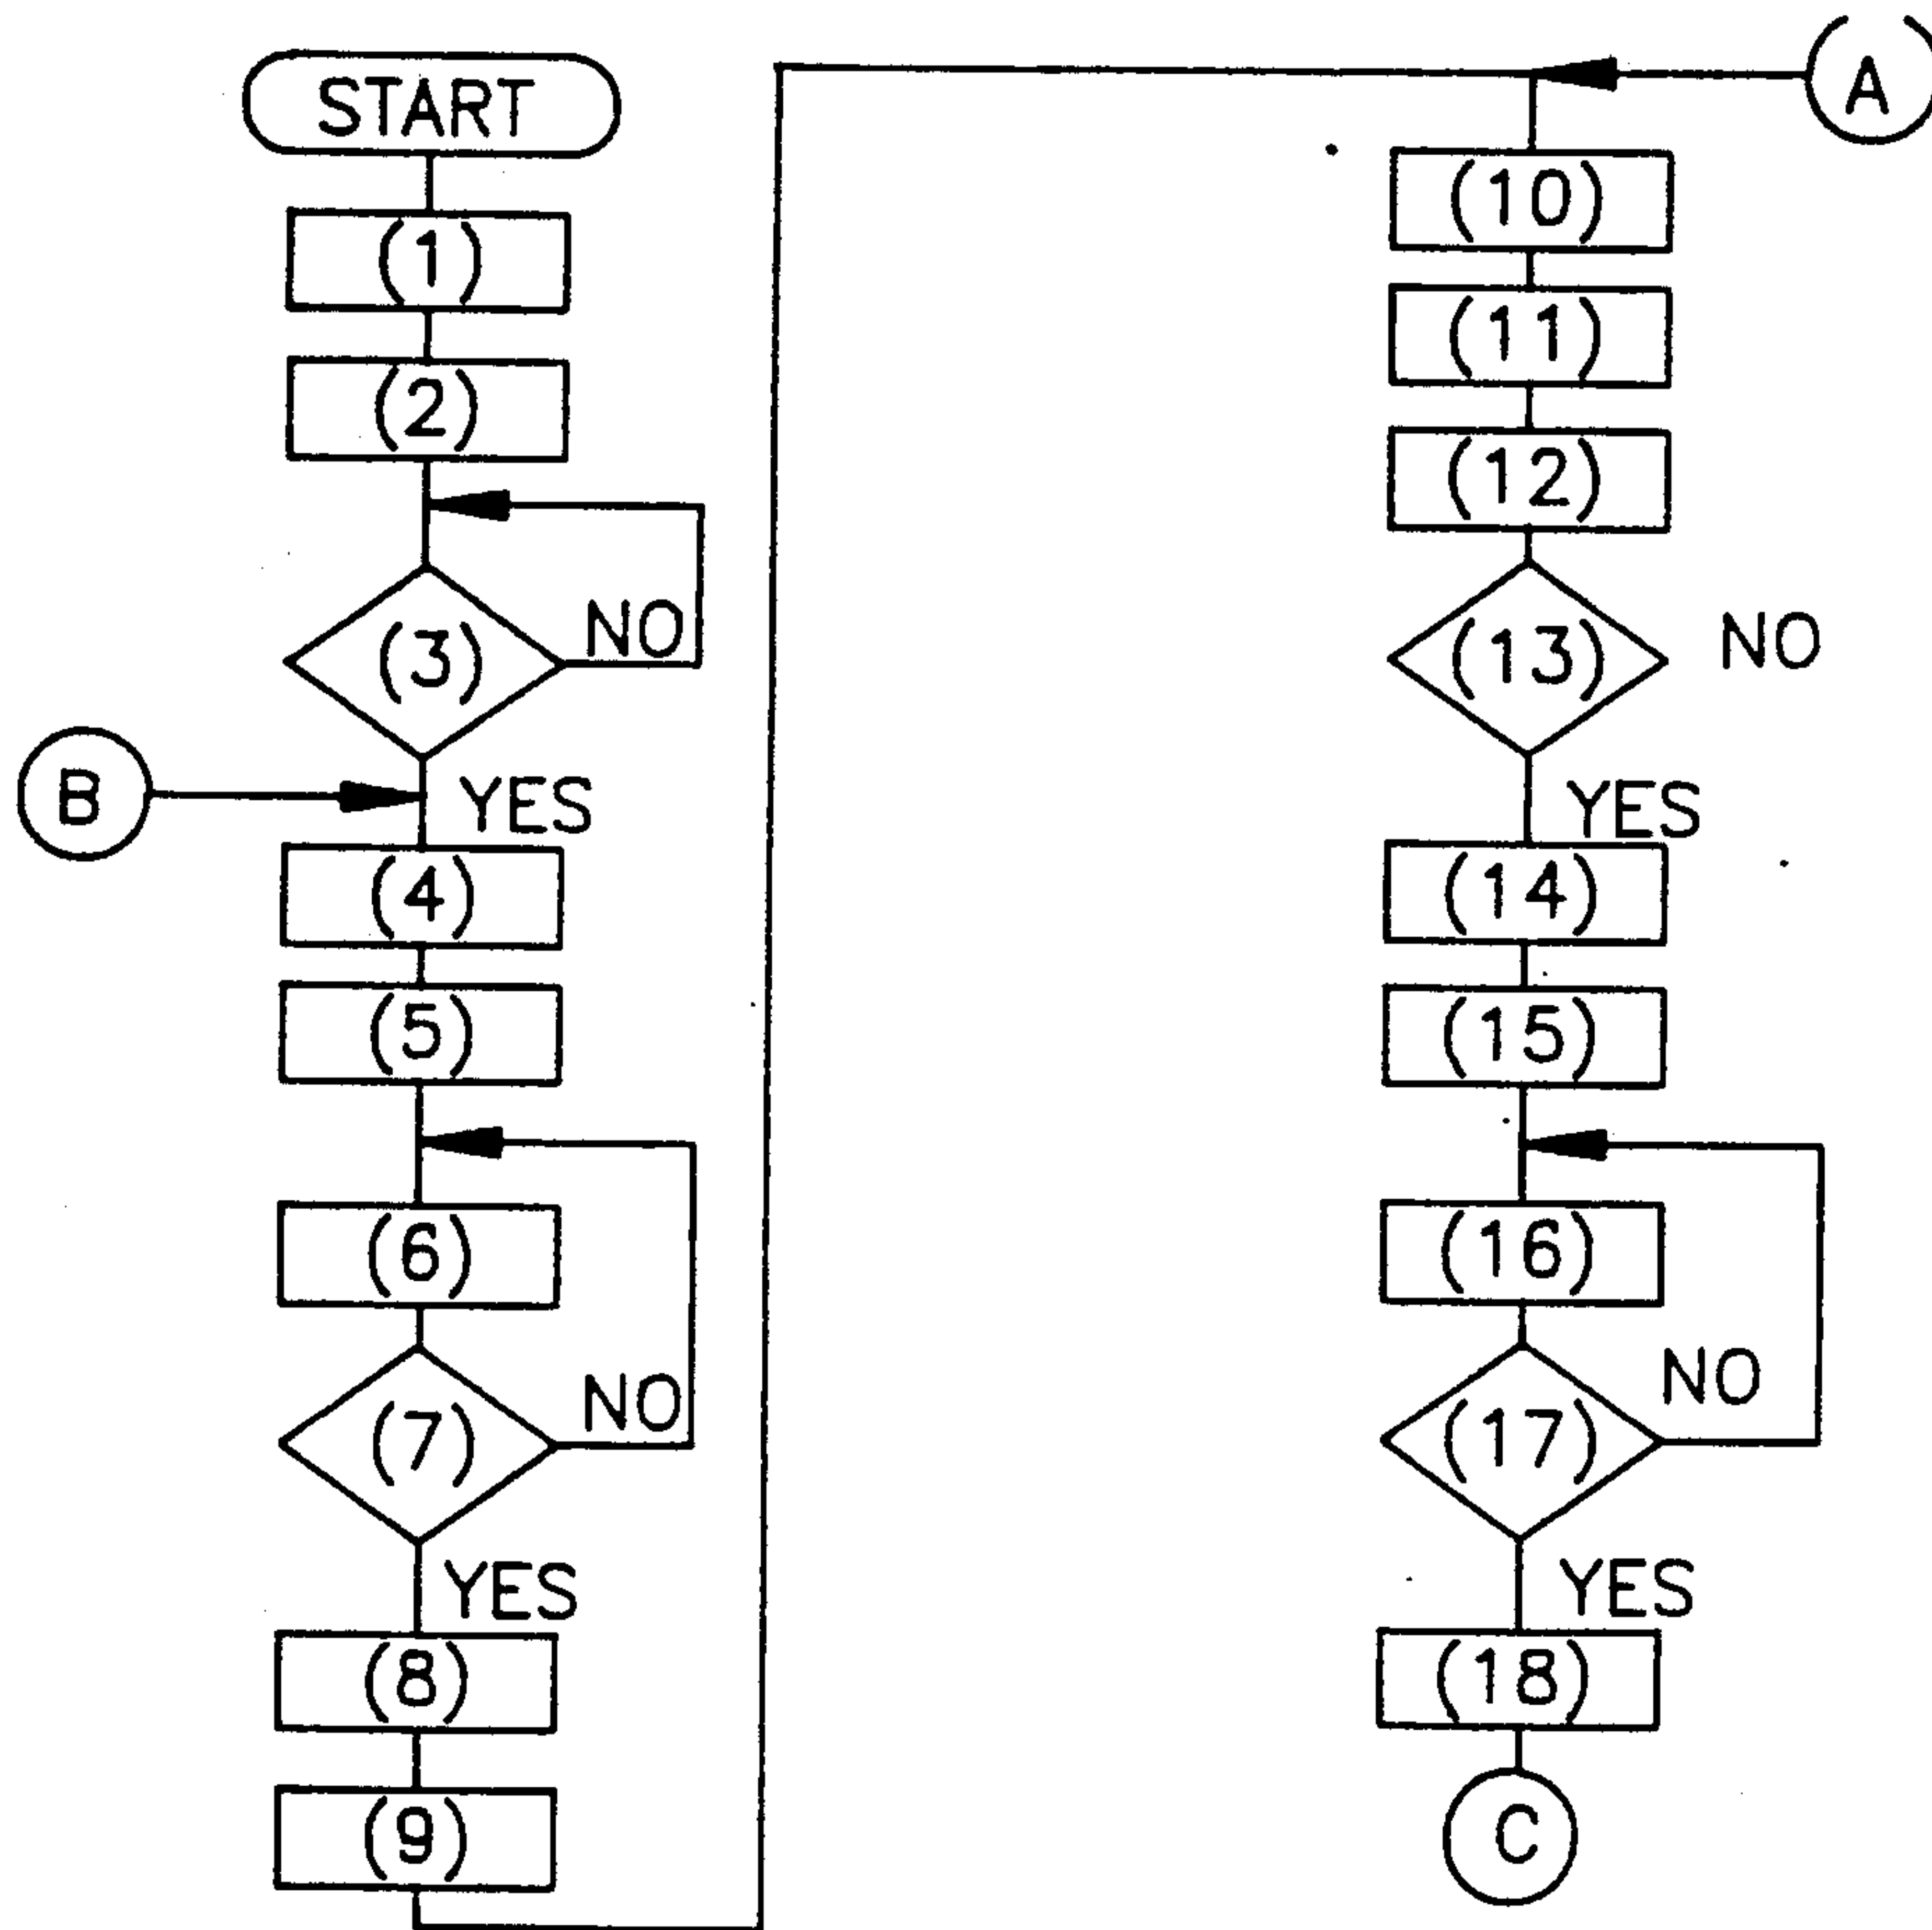 START
(1)
(2)
(3)
NO
B
YES
(4)
(5)
(6)
(7)
NO
YES
(8)
(9)
A
(10)
(11)
(12)
(13)
NO
YES
(14)
(15)
(16)
(17)
NO
YES
(18)
C